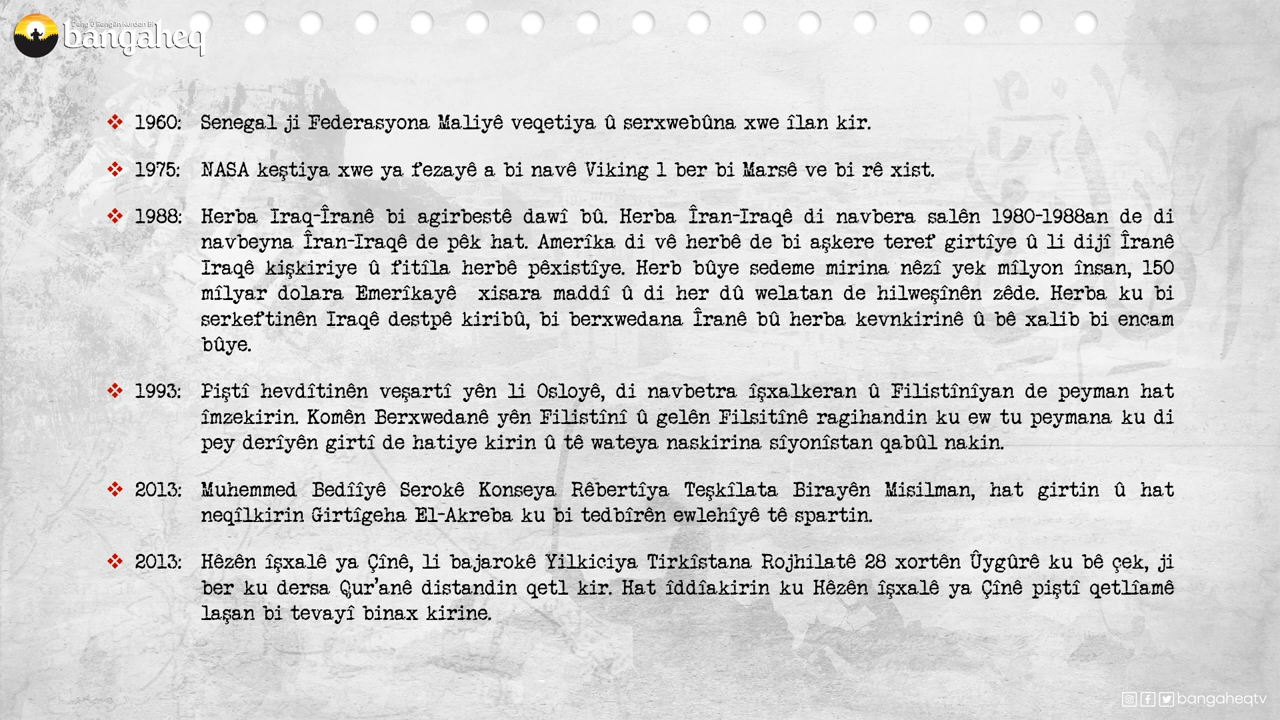 Deng û Rengên Kurdan Bi
bangaheq
1960: Senegal ji Federasyona Maliyê veqetiya û serxwebûna xwe îlan kir.
1975: NASA keştiya xwe ya fezayê a bi navê Viking 1 ber bi Marsê ve bi rê xist.
1988: Herba Iraq-Îranê bi agirbestê dawî bû. Herba Îran-Iraqê di navbera salên 1980-1988an de di
navbeyna Îran-Iraqê de pêk hat. Amerîka di vê herbê de bi aşkere teref girtîye û li dijî Îranê
Iraqê kişkiriye û fitîla herbê pêxistîye. Herb bûye sedeme mirina nêzî yek mîlyon însan, 150
mîlyar dolara Emerîkayê xisara maddî û di her dû welatan de hilweşînên zêde. Herba ku bi
serkeftinên Iraqê destpê kiribû, bi berxwedana Îranê bû herba kevnkirinê û bê xalib bi encam
bûye.
1993: Piştî hevdîtinên veşartî yên li Osloyê, di navbetra îşxalkeran û Filistînîyan de peyman hat
îmzekirin. Komên Berxwedanê yên Filistînî û gelên Filsitînê ragihandin ku ew tu peymana ku di
pey derîyên girtî de hatiye kirin û tê wateya naskirina sîyonîstan qabûl nakin.
2013: Muhemmed Bedîîyê Serokê Konseya Rêbertîya Teşkîlata Birayên Misilman, hat girtin û hat
neqîlkirin Girtîgeha El-Akreba ku bi tedbîrên ewlehîyê tê spartin.
2013: Hêzên îşxalê ya Çînê, li bajarokê Yilkiciya Tirkîstana Rojhilatê 28 xortên Ûygûrê ku bê çek, ji
ber ku dersa Qur'anê distandin qetl kir. Hat îddîakirin ku Hêzên îşxalê ya Çînê piştî qetlîamê
laşan bi tevayî binax kirine.
bangaheqtv